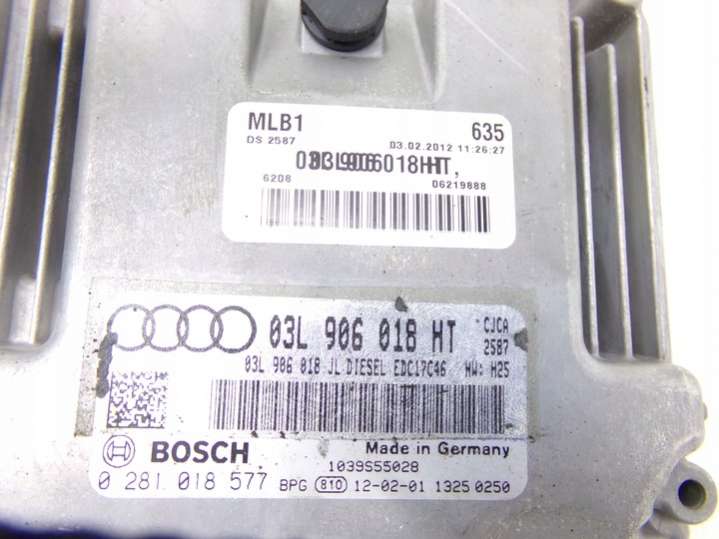 MLB1 635
DS 2587 03.02.2012 11:26:27
03L906018HT,
6208 06219888
03L 906 018 HT CJCA
2587
03L 906 018 JL DIESEL EDC17C46 HW: H25
BOSCH Made in Germany
1039S55028
0 281 018 577 BPG 810 12-02-01 1325 0250